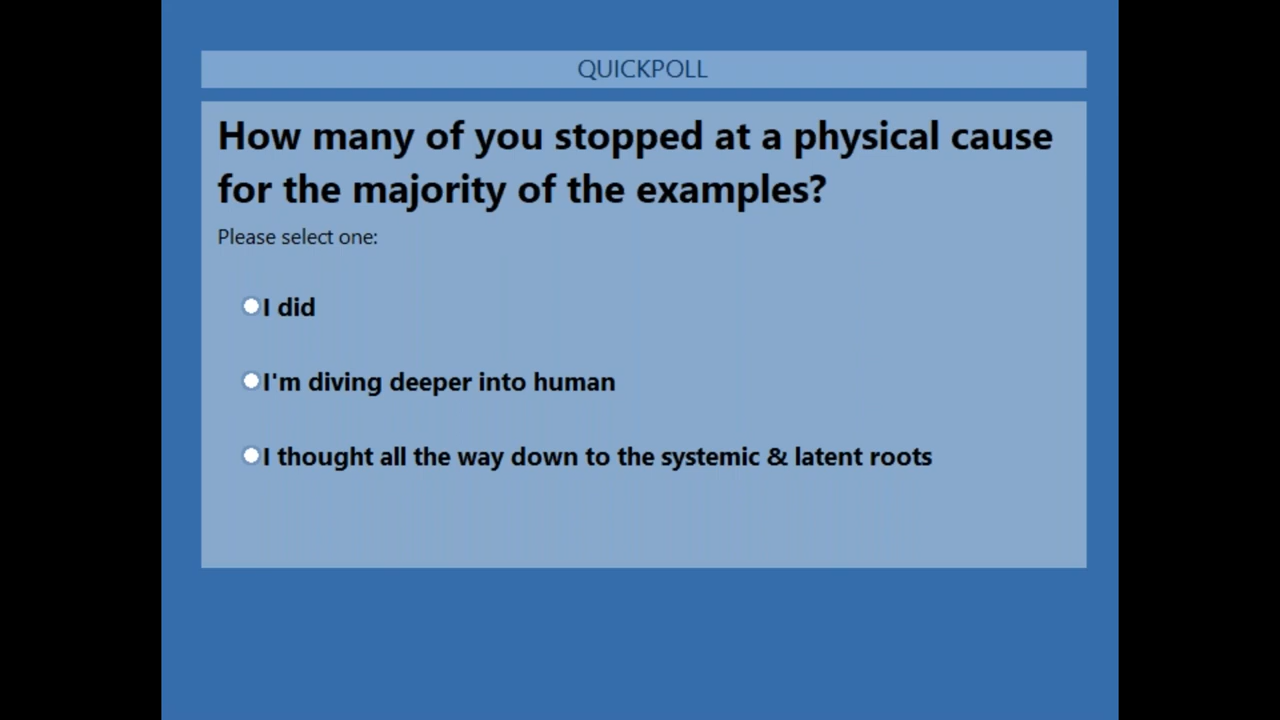 QUICKPOLL
How many of you stopped at a physical cause
for the majority of the examples?
Please select one:
I did
I'm diving deeper into human
I thought all the way down to the systemic & latent roots